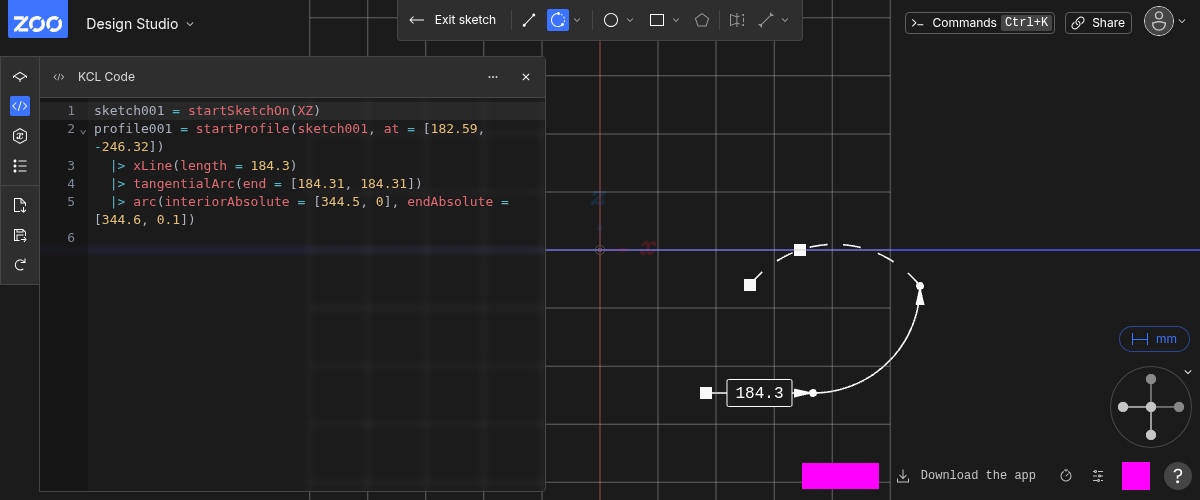 ZOO
Design Studio
Exit sketch
Commands Ctrl+K
Share
KCL Code
1 sketch001 = startSketchOn(XZ)
2 profile001 = startProfile(sketch001, at = [182.59,
-246.32])
3 |> xLine(length = 184.3)
4 |> tangentialArc(end = [184.31, 184.31])
5 |> arc(interiorAbsolute = [344.5, 0], endAbsolute =
[344.6, 0.1])
6
z
x
184.3
mm
Download the app
?